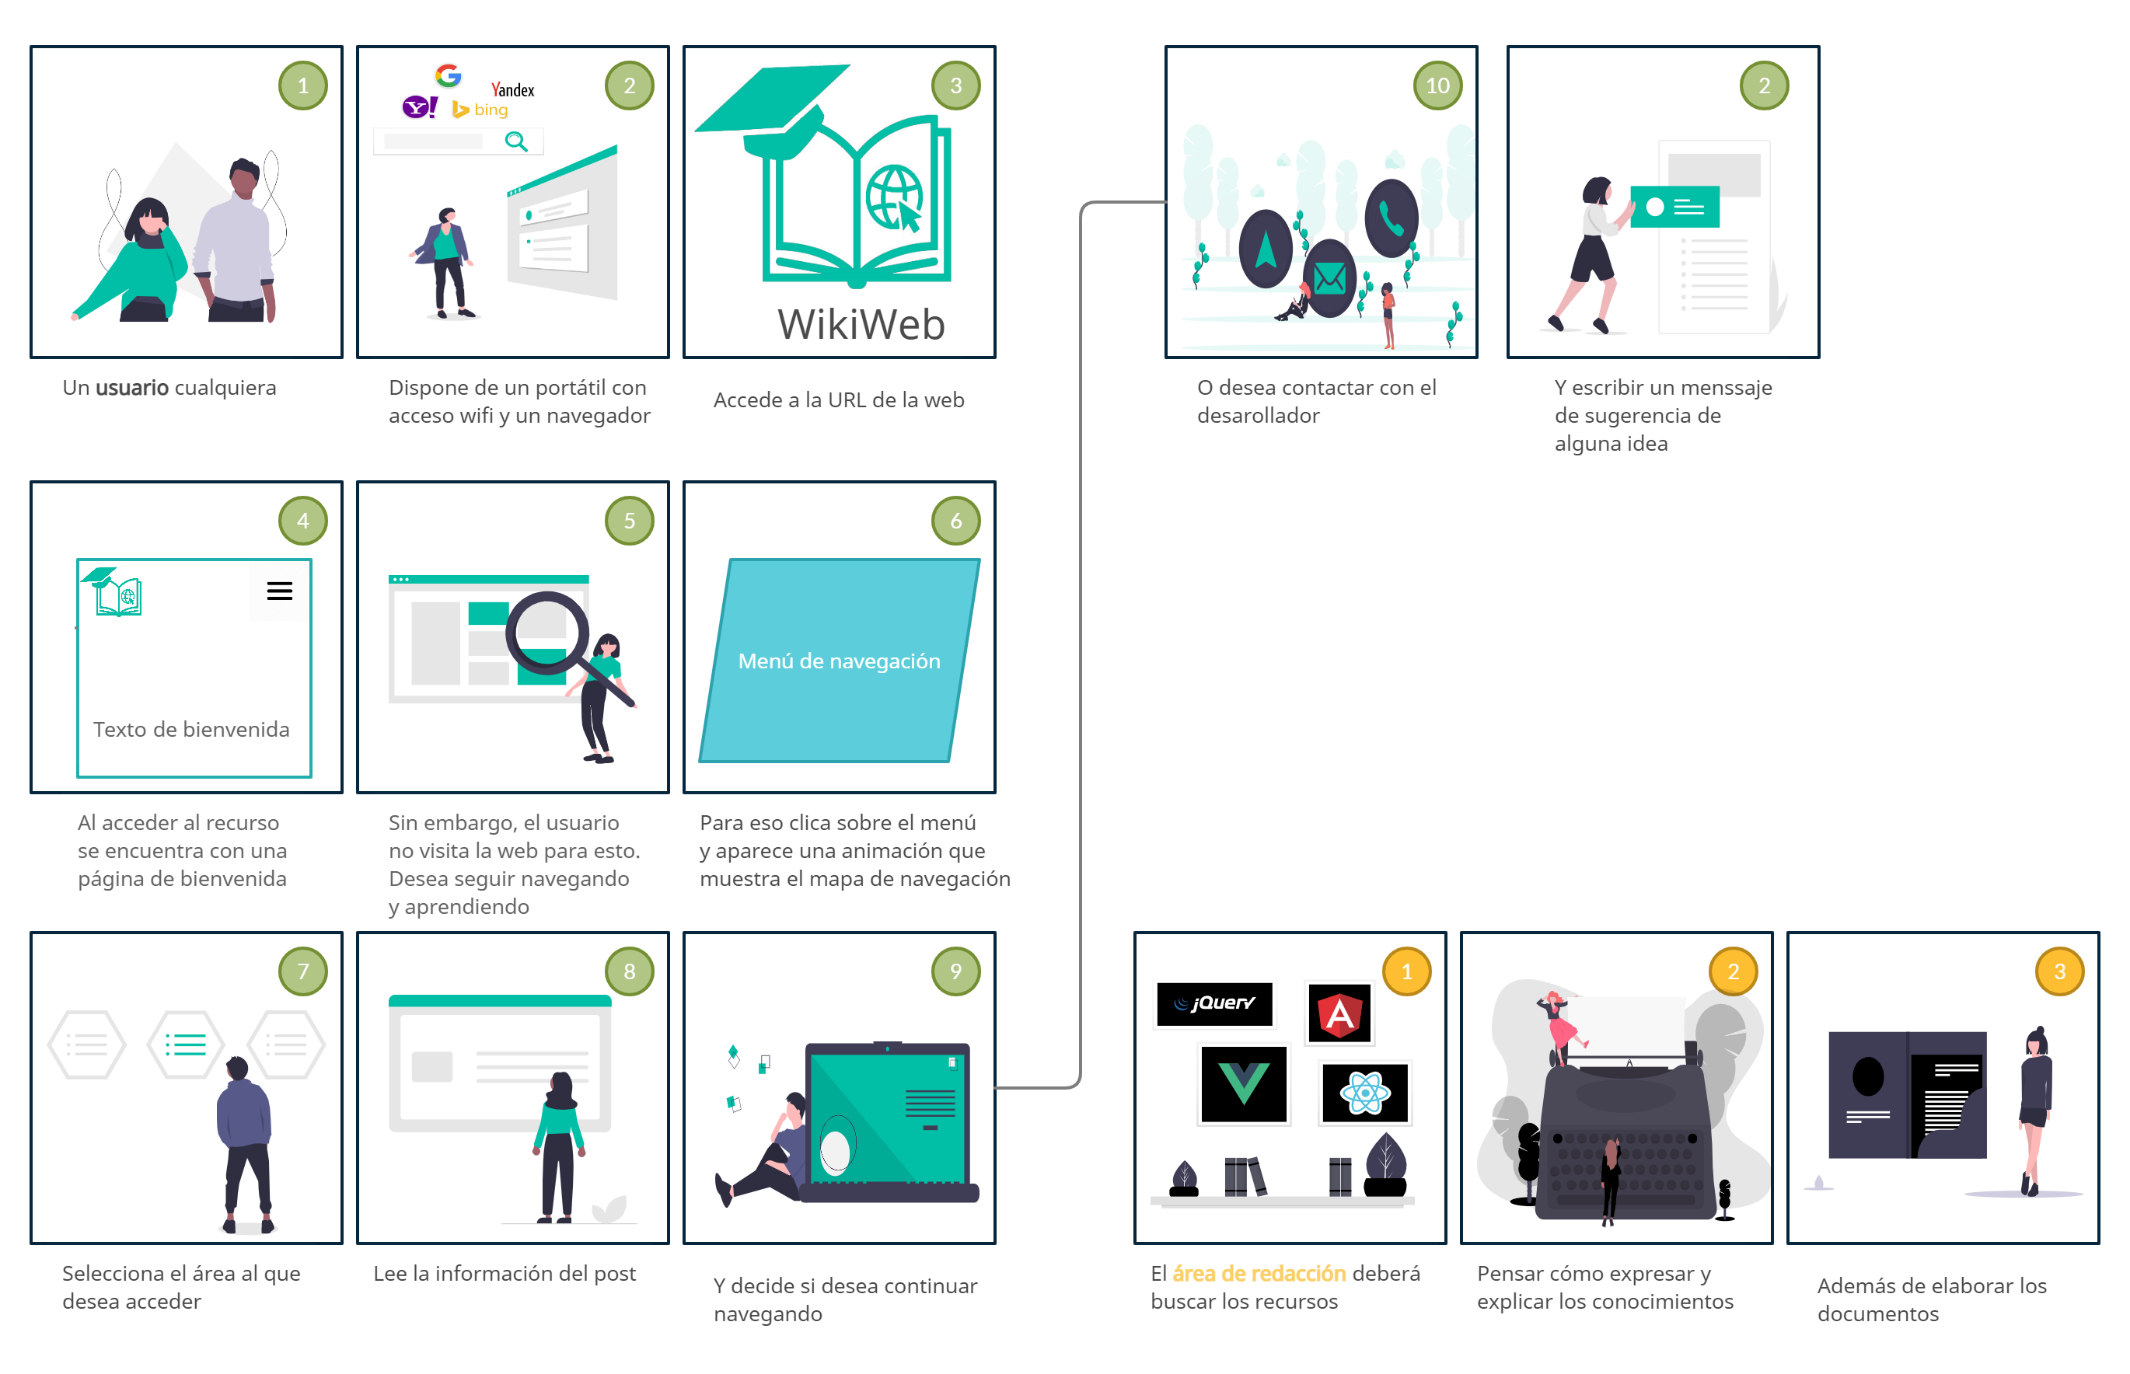 1
Un usuario cualquiera
2
Yandex
Y!
bing
Dispone de un portátil con
acceso wifi y un navegador
3
WikiWeb
Accede a la URL de la web
10
O desea contactar con el
desarollador
2
Y escribir un menssaje
de sugerencia de
alguna idea
4
Texto de bienvenida
Al acceder al recurso
se encuentra con una
página de bienvenida
5
Sin embargo, el usuario
no visita la web para esto.
Desea seguir navegando
y aprendiendo
6
Menú de navegación
Para eso clica sobre el menú
y aparece una animación que
muestra el mapa de navegación
7
Selecciona el área al que
desea acceder
8
Lee la información del post
9
Y decide si desea continuar
navegando
1
jQuery
El área de redacción deberá
buscar los recursos
2
Pensar cómo expresar y
explicar los conocimientos
3
Además de elaborar los
documentos